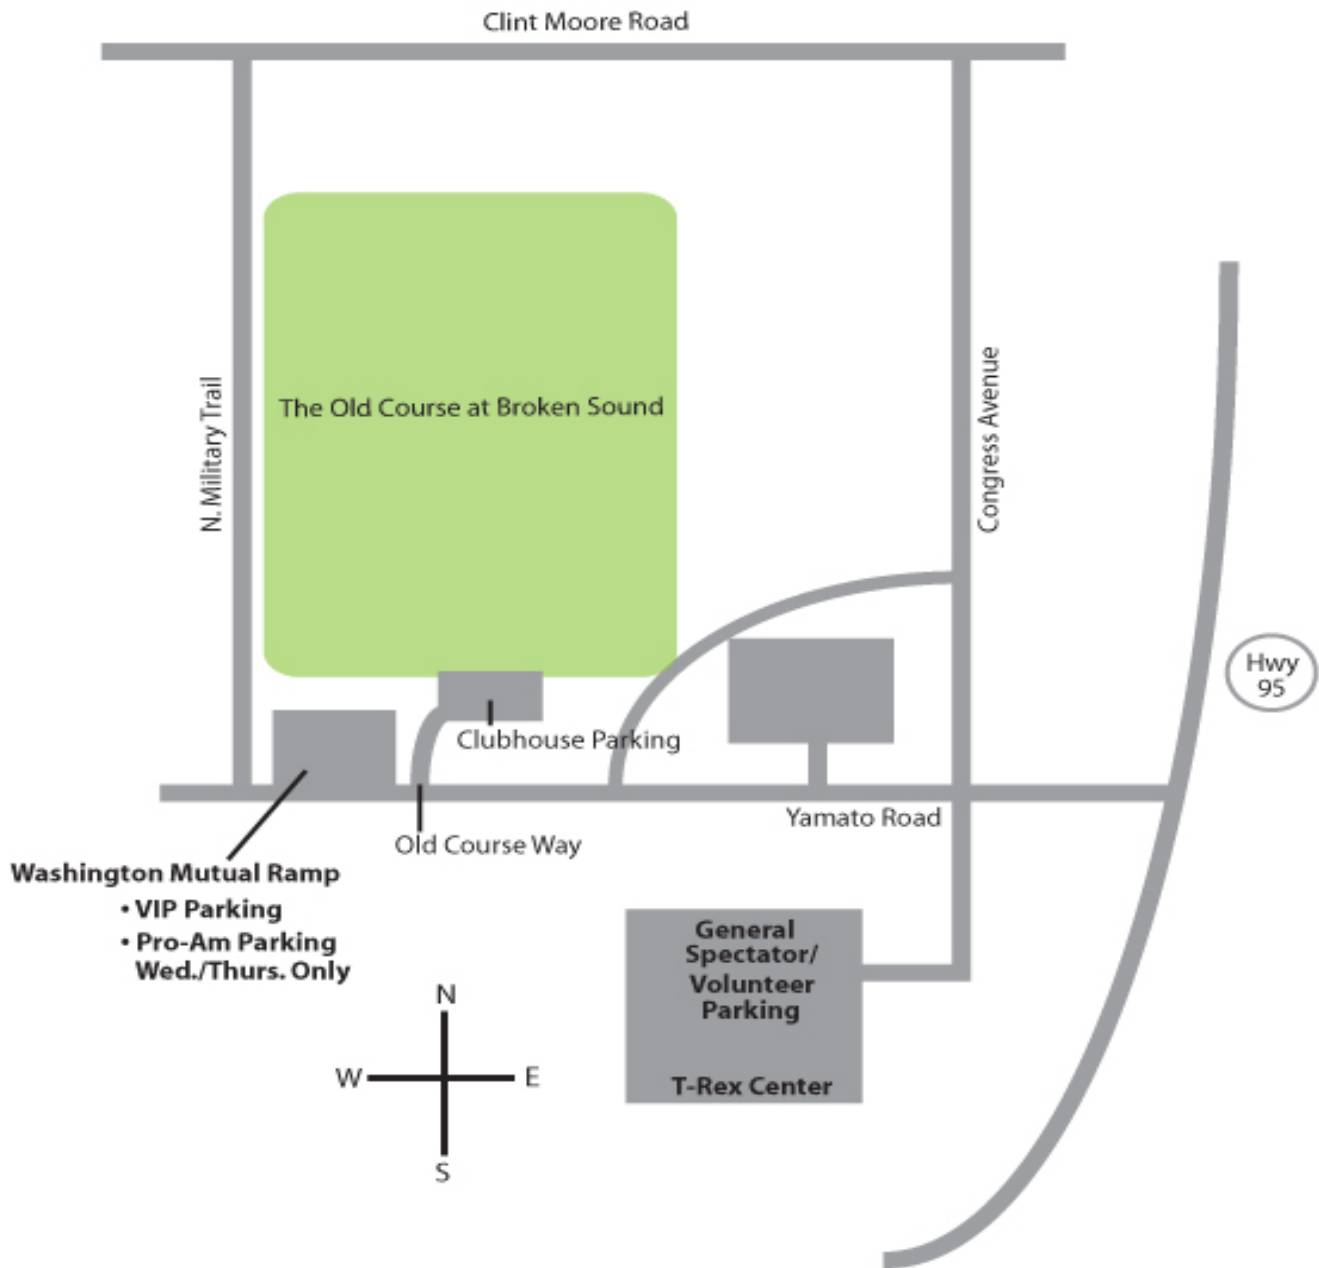 Clint Moore Road
N. Military Trail
The Old Course at Broken Sound
Congress Avenue
Hwy
95
Clubhouse Parking
Yamato Road
Old Course Way
Washington Mutual Ramp
• VIP Parking
• Pro-Am Parking
Wed./Thurs. Only
General
Spectator/
Volunteer
Parking
T-Rex Center
N
W
E
S